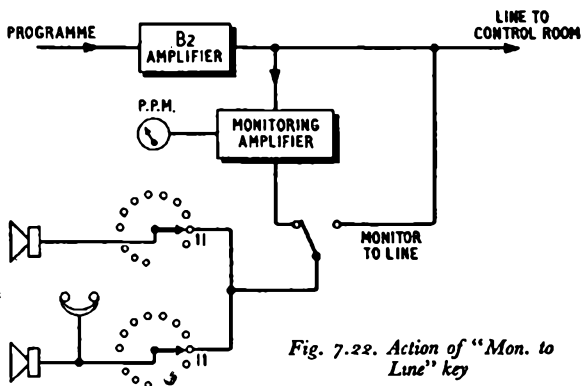 PROGRAMME
B2
AMPLIFIER
LINE TO
CONTROL ROOM
P.P.M.
MONITORING
AMPLIFIER
MONITOR
TO LINE
11
11
Fig. 7.22. Action of "Mon. to
Line" key